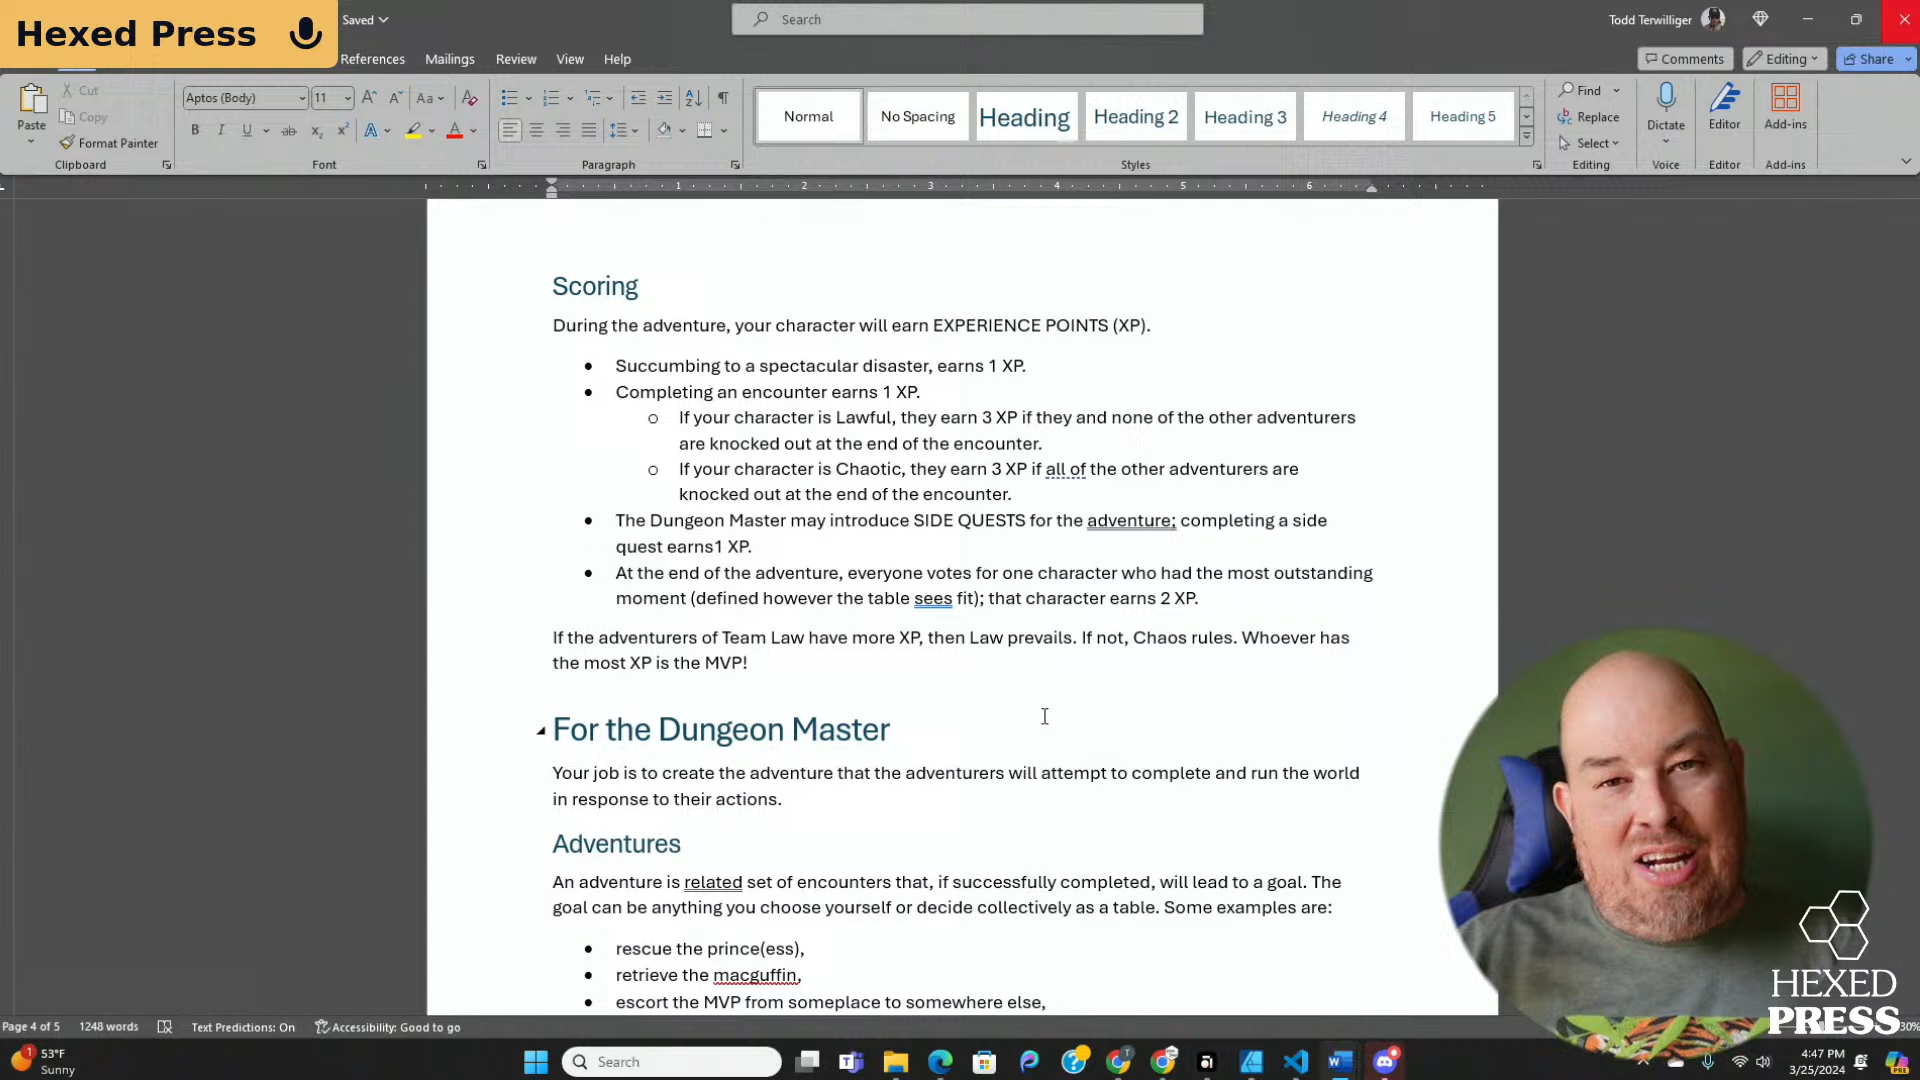 Hexed Press
Saved
Search
Todd Terwilliger
References
Mailings
Review
View
Help
Comments
Editing
Share
Paste
Cut
Copy
Format Painter
Clipboard
Aptos (Body)
11
Aa
B I U ab x₂ x² A A
Font
Paragraph
Normal
No Spacing
Heading
Heading 2
Heading 3
Heading 4
Heading 5
Styles
Find
Replace
Select
Editing
Dictate
Voice
Editor
Editor
Add-ins
Add-ins
1 2 3 4 5 6
Scoring
During the adventure, your character will earn EXPERIENCE POINTS (XP).
• Succumbing to a spectacular disaster, earns 1 XP.
• Completing an encounter earns 1 XP.
o If your character is Lawful, they earn 3 XP if they and none of the other adventurers
are knocked out at the end of the encounter.
o If your character is Chaotic, they earn 3 XP if all of the other adventurers are
knocked out at the end of the encounter.
• The Dungeon Master may introduce SIDE QUESTS for the adventure; completing a side
quest earns1 XP.
• At the end of the adventure, everyone votes for one character who had the most outstanding
moment (defined however the table sees fit); that character earns 2 XP.
If the adventurers of Team Law have more XP, then Law prevails. If not, Chaos rules. Whoever has
the most XP is the MVP!
For the Dungeon Master
Your job is to create the adventure that the adventurers will attempt to complete and run the world
in response to their actions.
Adventures
An adventure is related set of encounters that, if successfully completed, will lead to a goal. The
goal can be anything you choose yourself or decide collectively as a table. Some examples are:
• rescue the prince(ess),
• retrieve the macguffin,
• escort the MVP from someplace to somewhere else,
HEXED
PRESS
Page 4 of 5
1248 words
Text Predictions: On
Accessibility: Good to go
1
53°F
Sunny
Search
4:47 PM
3/25/2024